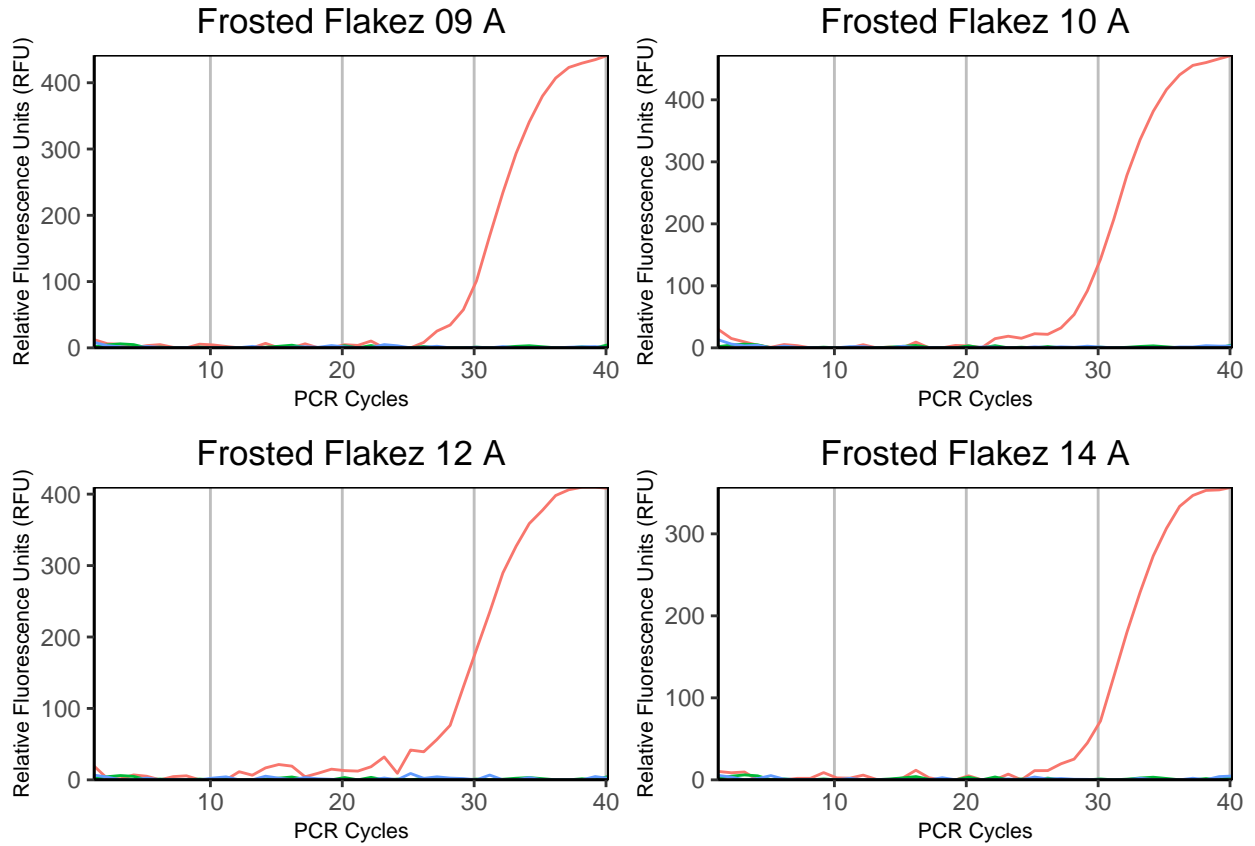 Frosted Flakez 09 A
Relative Fluorescence Units (RFU)
400
300
200
100
0
10 20 30 40
PCR Cycles
Frosted Flakez 10 A
Relative Fluorescence Units (RFU)
400
300
200
100
0
10 20 30 40
PCR Cycles
Frosted Flakez 12 A
Relative Fluorescence Units (RFU)
400
300
200
100
0
10 20 30 40
PCR Cycles
Frosted Flakez 14 A
Relative Fluorescence Units (RFU)
300
200
100
0
10 20 30 40
PCR Cycles